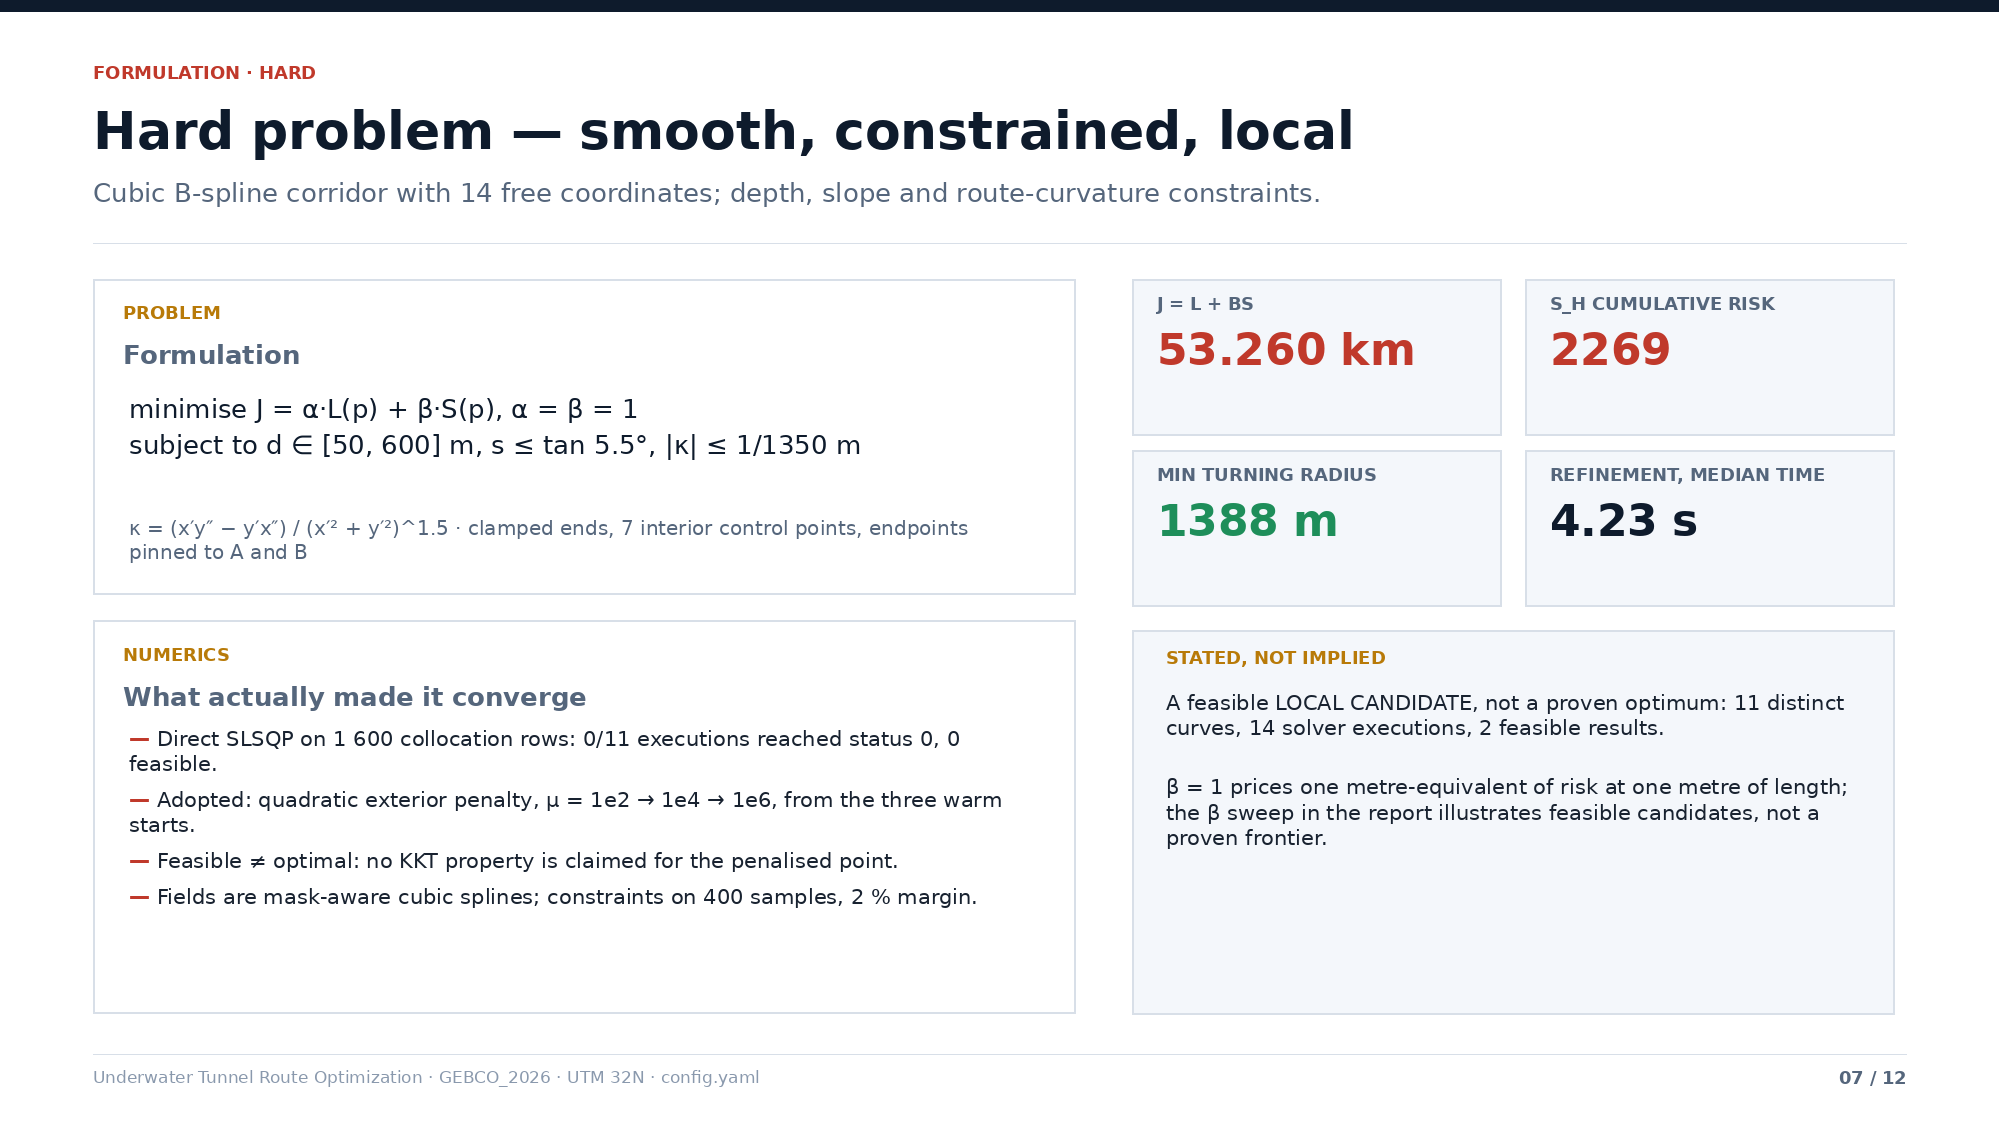 FORMULATION · HARD
Hard problem — smooth, constrained, local
Cubic B-spline corridor with 14 free coordinates; depth, slope and route-curvature constraints.
PROBLEM
Formulation
minimise J = α·L(p) + β·S(p), α = β = 1
subject to d ∈ [50, 600] m, s ≤ tan 5.5°, |κ| ≤ 1/1350 m
κ = (x′y″ − y′x″) / (x′² + y′²)^1.5 · clamped ends, 7 interior control points, endpoints
pinned to A and B
NUMERICS
What actually made it converge
— Direct SLSQP on 1 600 collocation rows: 0/11 executions reached status 0, 0
feasible.
— Adopted: quadratic exterior penalty, μ = 1e2 → 1e4 → 1e6, from the three warm
starts.
— Feasible ≠ optimal: no KKT property is claimed for the penalised point.
— Fields are mask-aware cubic splines; constraints on 400 samples, 2 % margin.
J = L + BS
53.260 km
S_H CUMULATIVE RISK
2269
MIN TURNING RADIUS
1388 m
REFINEMENT, MEDIAN TIME
4.23 s
STATED, NOT IMPLIED
A feasible LOCAL CANDIDATE, not a proven optimum: 11 distinct
curves, 14 solver executions, 2 feasible results.
β = 1 prices one metre-equivalent of risk at one metre of length;
the β sweep in the report illustrates feasible candidates, not a
proven frontier.
Underwater Tunnel Route Optimization · GEBCO_2026 · UTM 32N · config.yaml
07 / 12